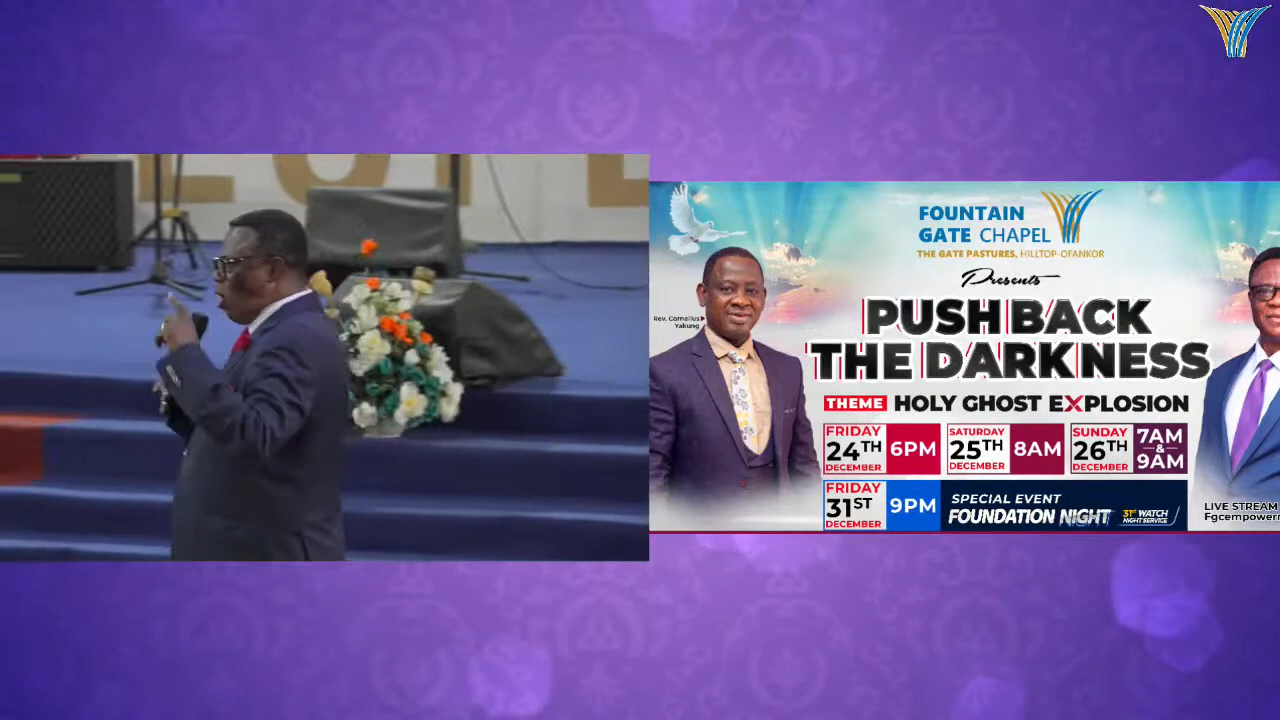 FOUNTAIN
GATE CHAPEL
THE GATE PASTURES, HILLTOP-OFANKOR
Presents
Rev. Cornelius
Yakung
PUSH BACK
THE DARKNESS
THEME HOLY GHOST EXPLOSION
FRIDAY
24TH
DECEMBER
6PM
SATURDAY
25TH
DECEMBER
8AM
SUNDAY
26TH
DECEMBER
7AM
&
9AM
FRIDAY
31ST
DECEMBER
9PM
SPECIAL EVENT
FOUNDATION NIGHT
31ST WATCH
NIGHT SERVICE
LIVE STREAM